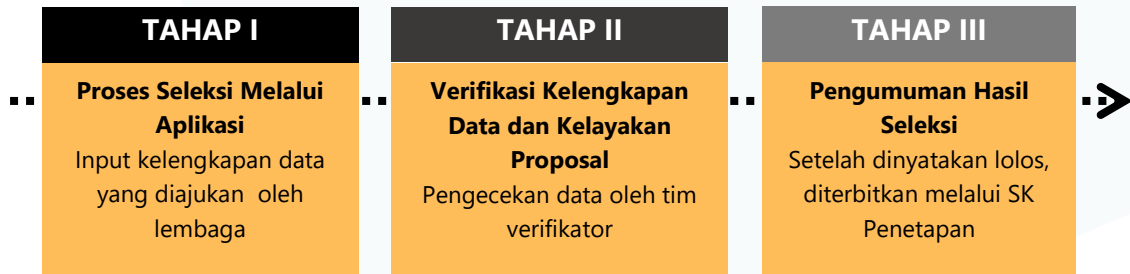 TAHAP I
Proses Seleksi Melalui
Aplikasi
Input kelengkapan data
yang diajukan oleh
lembaga
TAHAP II
Verifikasi Kelengkapan
Data dan Kelayakan
Proposal
Pengecekan data oleh tim
verifikator
TAHAP III
Pengumuman Hasil
Seleksi
Setelah dinyatakan lolos,
diterbitkan melalui SK
Penetapan